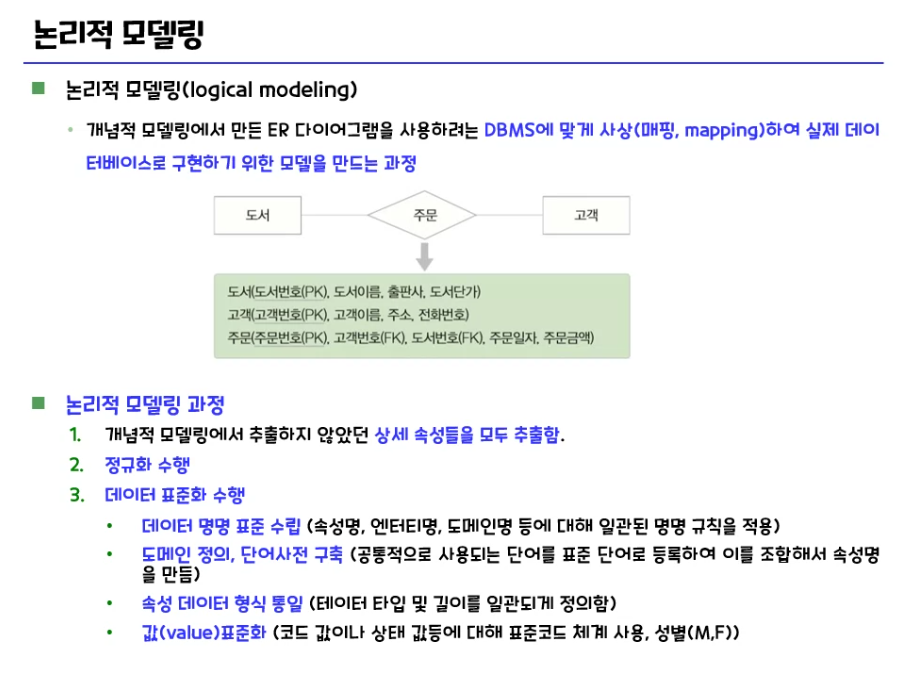 논리적 모델링
논리적 모델링(logical modeling)
개념적 모델링에서 만든 ER 다이어그램을 사용하려는 DBMS에 맞게 사상(매핑, mapping)하여 실제 데이
터베이스로 구현하기 위한 모델을 만드는 과정
도서 주문 고객
도서(도서번호(PK), 도서이름, 출판사, 도서단가)
고객(고객번호(PK), 고객이름, 주소, 전화번호)
주문(주문번호(PK), 고객번호(FK), 도서번호(FK), 주문일자, 주문금액)
논리적 모델링 과정
1. 개념적 모델링에서 추출하지 않았던 상세 속성들을 모두 추출함.
2. 정규화 수행
3. 데이터 표준화 수행
• 데이터 명명 표준 수립 (속성명, 엔터티명, 도메인명 등에 대해 일관된 명명 규칙을 적용)
• 도메인 정의, 단어사전 구축 (공통적으로 사용되는 단어를 표준 단어로 등록하여 이를 조합해서 속성명
을 만듬)
• 속성 데이터 형식 통일 (테이터 타입 및 길이를 일관되게 정의함)
• 값(value)표준화 (코드 값이나 상태 값등에 대해 표준코드 체계 사용, 성별(M,F))